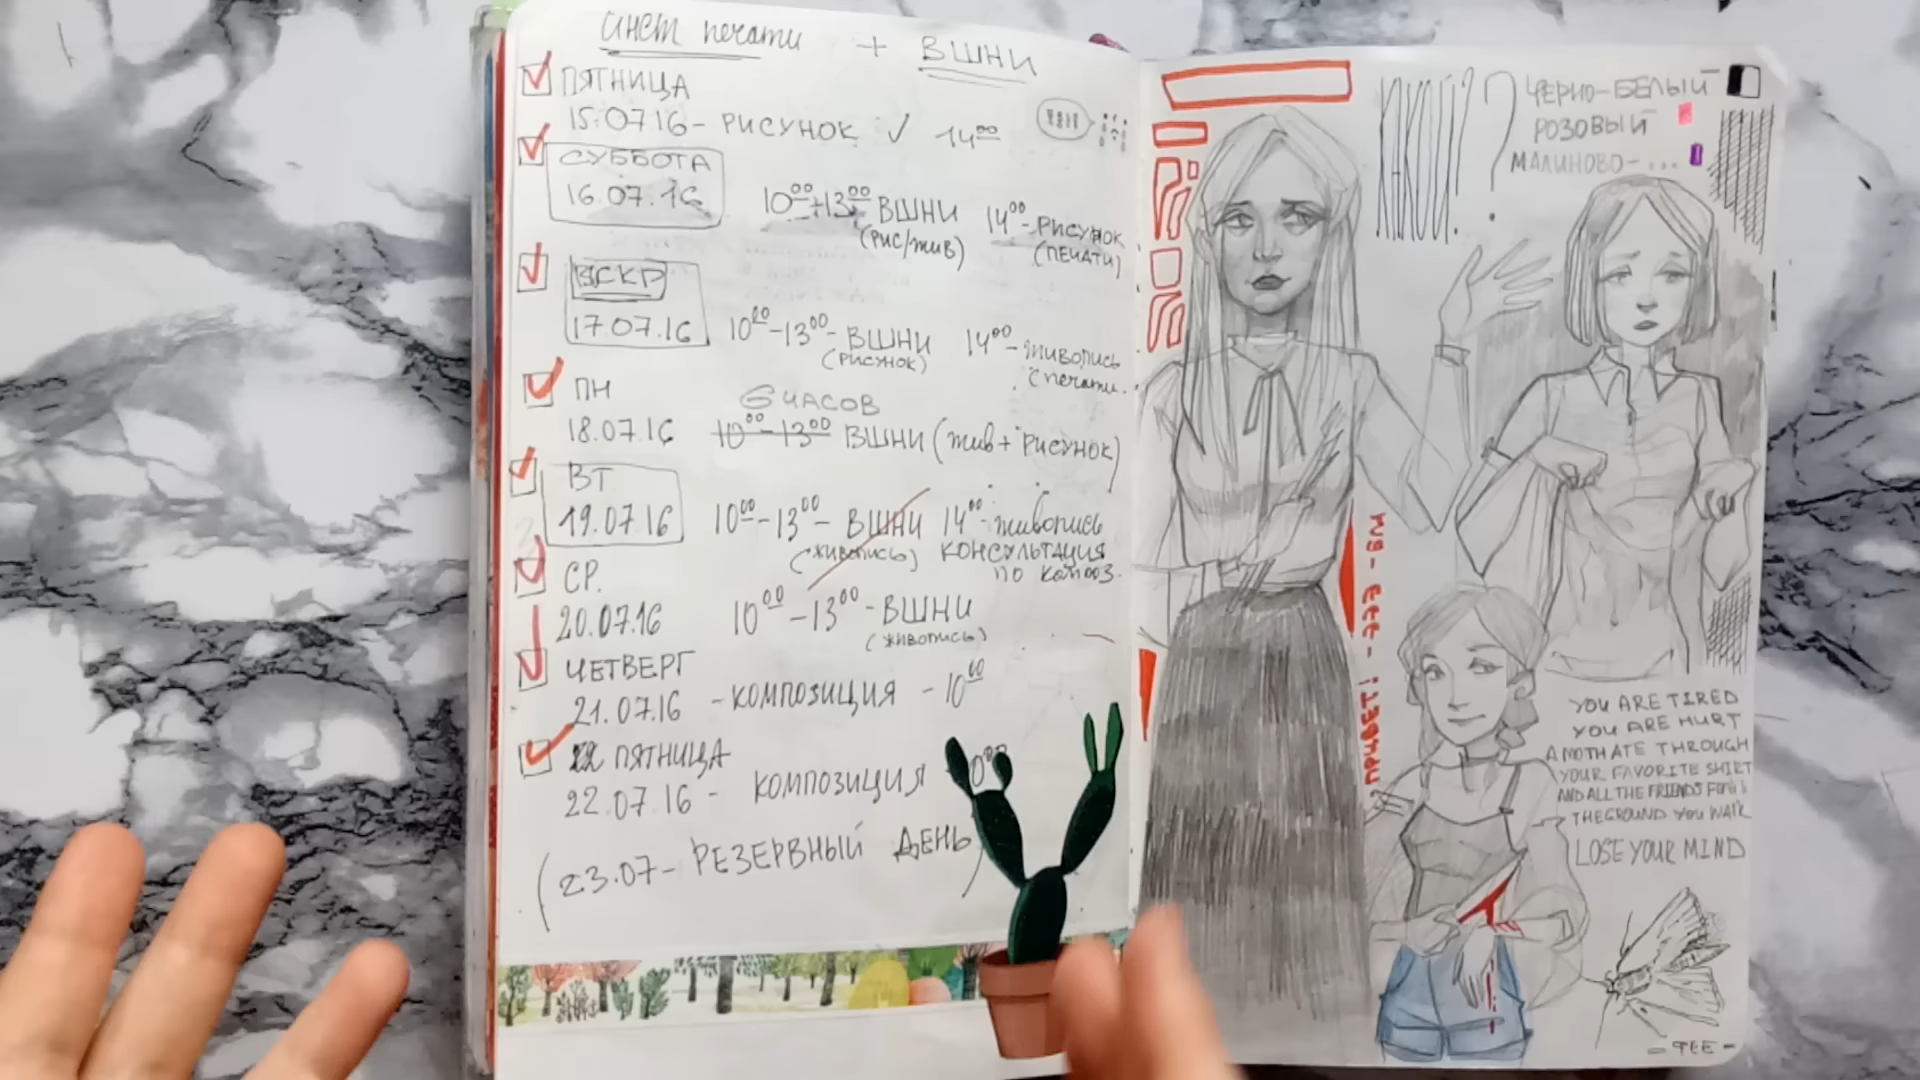 инст печати + ВШНИ
ПЯТНИЦА
15.07.16- РИСУНОК ✓ 14⁰⁰
СУББОТА
16.07.16
10⁰⁰+13⁰⁰ ВШНИ
(РИС/ЖИВ)
14⁰⁰-РИСУНОК
(ПЕЧАТИ)
ВСКР
17.07.16
10⁰⁰-13⁰⁰- ВШНИ
(РИСУНОК)
14⁰⁰-живопись
(печати.
ПН
6 ЧАСОВ
18.07.16 10⁰⁰-13⁰⁰ ВШНИ (жив+рисунок)
ВТ
19.07.16
10⁰⁰-13⁰⁰- ВШНИ
(живопись)
14⁰⁰-живопись
КОНСУЛЬТАЦИЯ
ПО КОМПОЗ.
СР.
20.07.16 10⁰⁰-13⁰⁰-ВШНИ
(живопись)
ЧЕТВЕРГ
21.07.16 -КОМПОЗИЦИЯ -10⁰⁰
ПЯТНИЦА
22.07.16 - КОМПОЗИЦИЯ
(23.07- РЕЗЕРВНЫЙ ДЕНЬ)
КАКОЙ??
ЧЕРНО-БЕЛЫЙ
РОЗОВЫЙ
МАЛИНОВО-...
YOU ARE TIRED
YOU ARE HURT
A MOTH ATE THROUGH
YOUR FAVORITE SHIRT
AND ALL THE FRIENDS
THE GROUND YOU WALK
LOSE YOUR MIND